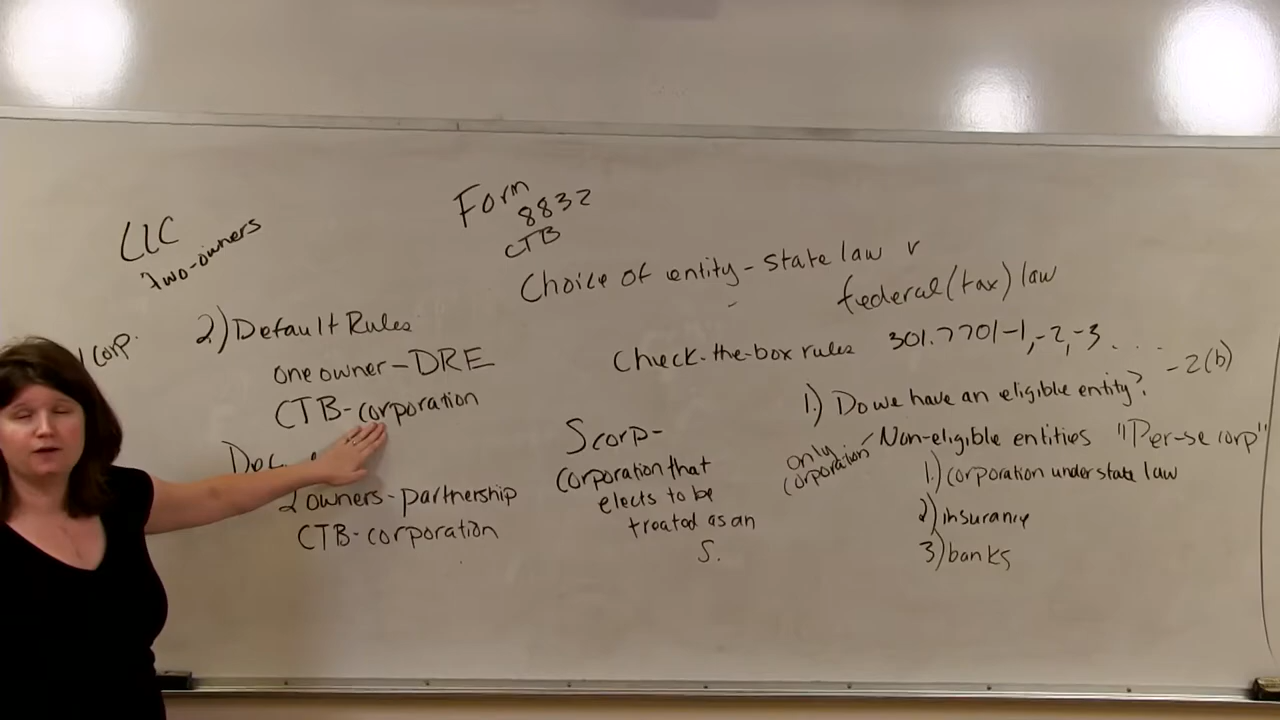 LLC
two-owners
Corp.
2) Default Rules
one owner - DRE
CTB - corporation
2 owners - partnership
CTB - corporation
Form
8832
CTB
Choice of entity - state law v
federal (tax) law
Check-the-box rules 301.7701-1, -2, -3 . . .
-2(b)
1.) Do we have an eligible entity?
Non-eligible entities "Per-se corp"
only
corporation
1.) corporation under state law
2) insurance
3) banks
S corp -
corporation that
elects to be
treated as an
S.